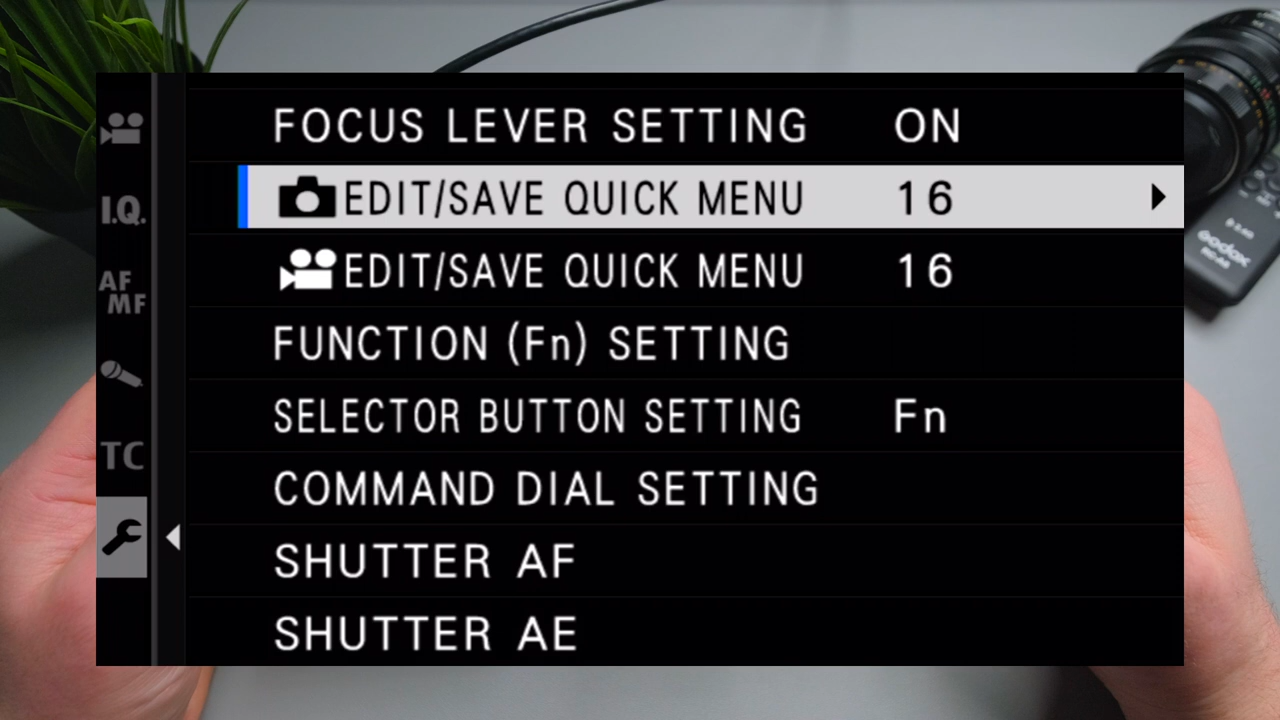 FOCUS LEVER SETTING ON
EDIT/SAVE QUICK MENU 16
EDIT/SAVE QUICK MENU 16
FUNCTION (Fn) SETTING
SELECTOR BUTTON SETTING Fn
COMMAND DIAL SETTING
SHUTTER AF
SHUTTER AE
I.Q.
AF
MF
TC
Godox